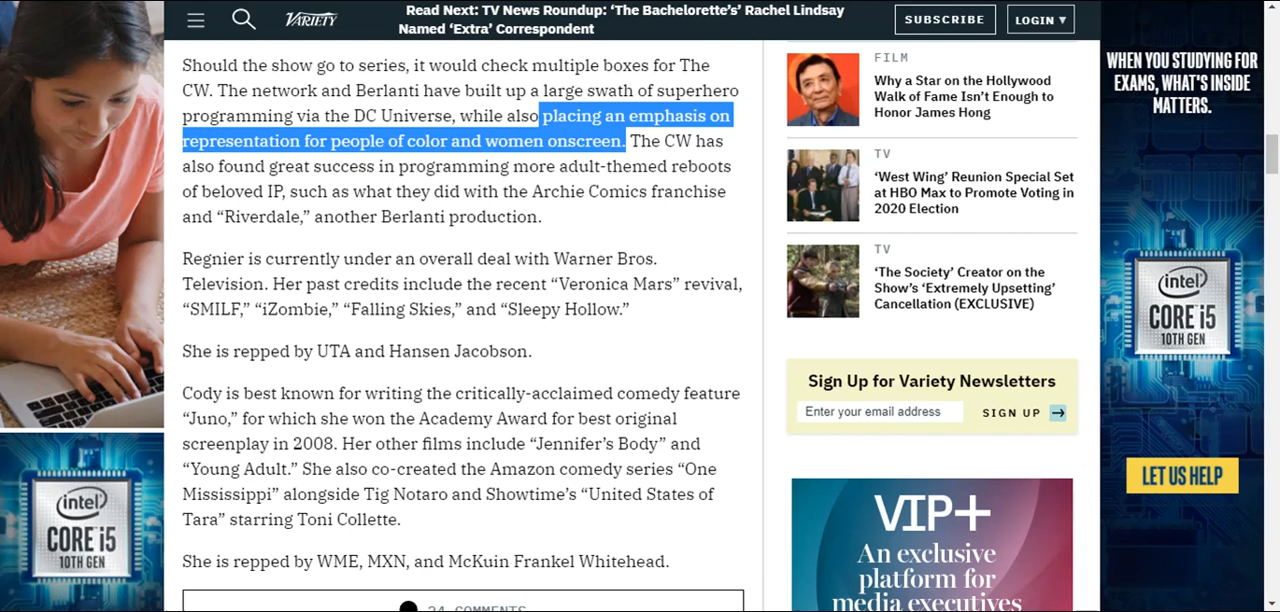 VARIETY
Read Next: TV News Roundup: ‘The Bachelorette’s’ Rachel Lindsay
Named ‘Extra’ Correspondent
SUBSCRIBE
LOGIN ▾
Should the show go to series, it would check multiple boxes for The
CW. The network and Berlanti have built up a large swath of superhero
programming via the DC Universe, while also placing an emphasis on
representation for people of color and women onscreen. The CW has
also found great success in programming more adult-themed reboots
of beloved IP, such as what they did with the Archie Comics franchise
and “Riverdale,” another Berlanti production.
Regnier is currently under an overall deal with Warner Bros.
Television. Her past credits include the recent “Veronica Mars” revival,
“SMILF,” “iZombie,” “Falling Skies,” and “Sleepy Hollow.”
She is repped by UTA and Hansen Jacobson.
Cody is best known for writing the critically-acclaimed comedy feature
“Juno,” for which she won the Academy Award for best original
screenplay in 2008. Her other films include “Jennifer’s Body” and
“Young Adult.” She also co-created the Amazon comedy series “One
Mississippi” alongside Tig Notaro and Showtime’s “United States of
Tara” starring Toni Collette.
She is repped by WME, MXN, and McKuin Frankel Whitehead.
24 COMMENTS
FILM
Why a Star on the Hollywood
Walk of Fame Isn’t Enough to
Honor James Hong
TV
‘West Wing’ Reunion Special Set
at HBO Max to Promote Voting in
2020 Election
TV
‘The Society’ Creator on the
Show’s ‘Extremely Upsetting’
Cancellation (EXCLUSIVE)
Sign Up for Variety Newsletters
Enter your email address
SIGN UP →
VIP+
An exclusive
platform for
media executives
WHEN YOU STUDYING FOR
EXAMS, WHAT'S INSIDE
MATTERS.
intel
CORE i5
10TH GEN
LET US HELP
intel
CORE i5
10TH GEN